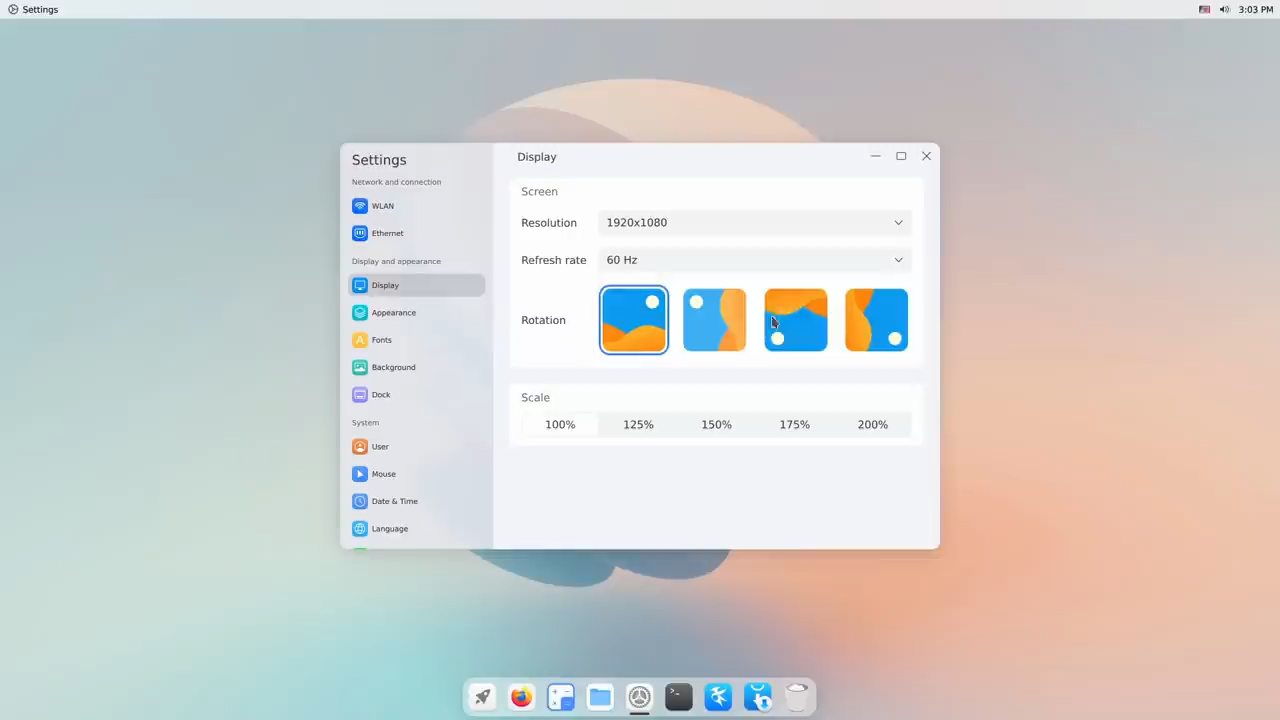 Settings
3:03 PM
Settings
Network and connection
WLAN
Ethernet
Display and appearance
Display
Appearance
Fonts
Background
Dock
System
User
Mouse
Date & Time
Language
Display
Screen
Resolution 1920x1080
Refresh rate 60 Hz
Rotation
Scale
100% 125% 150% 175% 200%